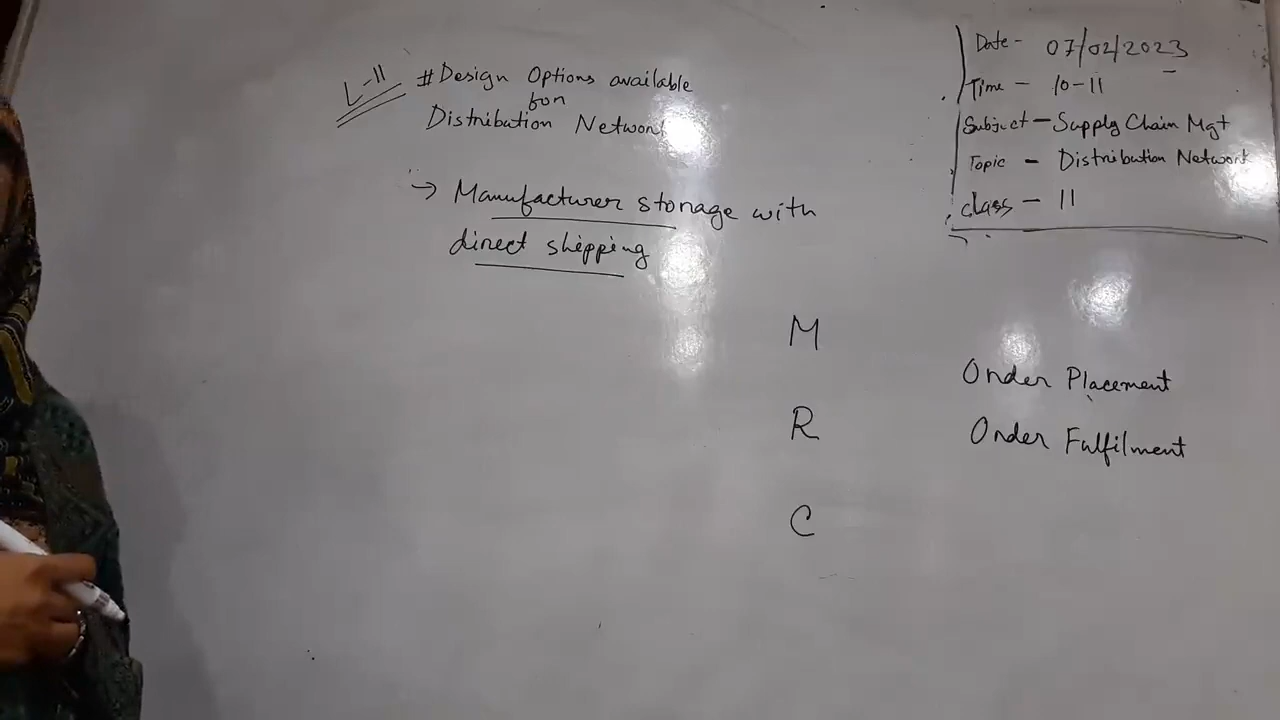 L-11
# Design Options available
for
Distribution Network
→ Manufacturer storage with
direct shipping
M
R
C
Date - 07/02/2023
Time - 10-11
Subject - Supply Chain Mgt
Topic - Distribution Network
class - 11
Order Placement
Order Fulfilment